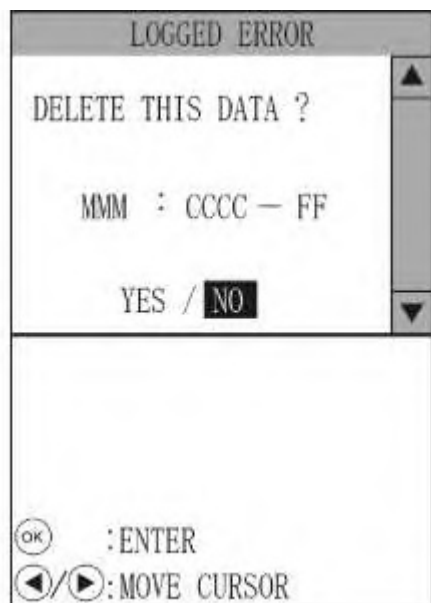 LOGGED ERROR
DELETE THIS DATA ?
MMM : CCCC — FF
YES / NO
OK :ENTER
◀/▶:MOVE CURSOR